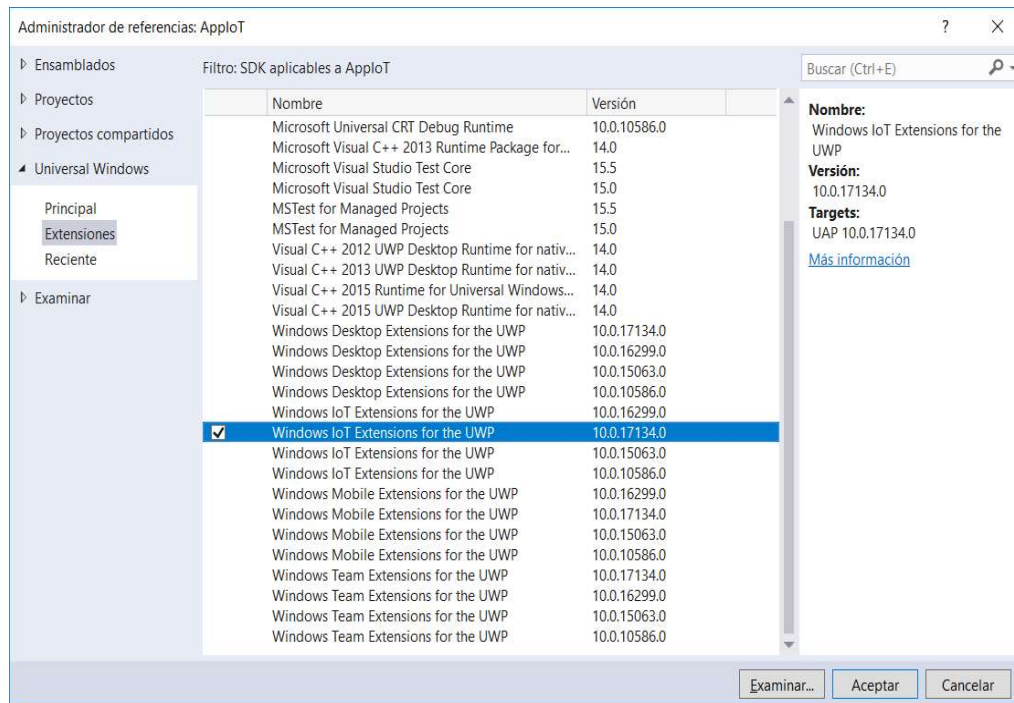 Administrador de referencias: AppIoT
? X
Ensamblados
Proyectos
Proyectos compartidos
Universal Windows
Principal
Extensiones
Reciente
Examinar
Filtro: SDK aplicables a AppIoT
Buscar (Ctrl+E)
Nombre Versión
Microsoft Universal CRT Debug Runtime 10.0.10586.0
Microsoft Visual C++ 2013 Runtime Package for... 14.0
Microsoft Visual Studio Test Core 15.5
Microsoft Visual Studio Test Core 15.0
MSTest for Managed Projects 15.5
MSTest for Managed Projects 15.0
Visual C++ 2012 UWP Desktop Runtime for nativ... 14.0
Visual C++ 2013 UWP Desktop Runtime for nativ... 14.0
Visual C++ 2015 Runtime for Universal Windows... 14.0
Visual C++ 2015 UWP Desktop Runtime for nativ... 14.0
Windows Desktop Extensions for the UWP 10.0.17134.0
Windows Desktop Extensions for the UWP 10.0.16299.0
Windows Desktop Extensions for the UWP 10.0.15063.0
Windows Desktop Extensions for the UWP 10.0.10586.0
Windows IoT Extensions for the UWP 10.0.16299.0
Windows IoT Extensions for the UWP 10.0.17134.0
Windows IoT Extensions for the UWP 10.0.15063.0
Windows IoT Extensions for the UWP 10.0.10586.0
Windows Mobile Extensions for the UWP 10.0.16299.0
Windows Mobile Extensions for the UWP 10.0.17134.0
Windows Mobile Extensions for the UWP 10.0.15063.0
Windows Mobile Extensions for the UWP 10.0.10586.0
Windows Team Extensions for the UWP 10.0.17134.0
Windows Team Extensions for the UWP 10.0.16299.0
Windows Team Extensions for the UWP 10.0.15063.0
Windows Team Extensions for the UWP 10.0.10586.0
Nombre:
Windows IoT Extensions for the
UWP
Versión:
10.0.17134.0
Targets:
UAP 10.0.17134.0
Más información
Examinar... Aceptar Cancelar